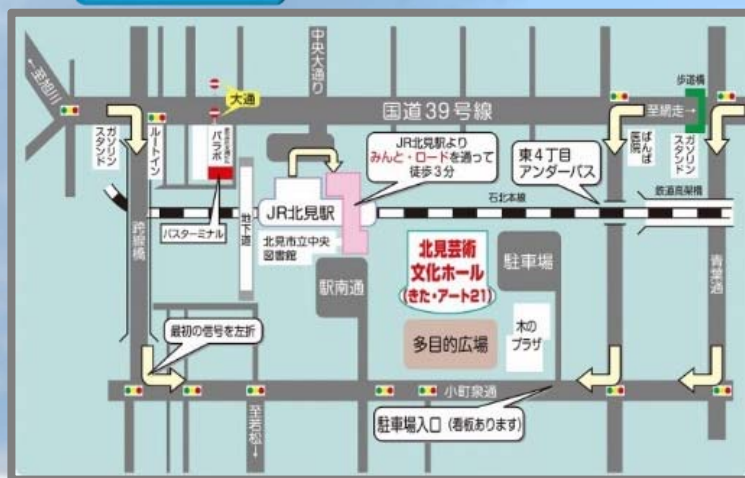 ←至旭川
ガソリン
スタンド
ルートイン
パラボ
大通
中央大通り
国道39号線
至網走→
歩道橋
ばんば
医院
ガソリン
スタンド
JR北見駅より
みんと・ロードを通って
徒歩3分
東4丁目
アンダーパス
鉄道高架橋
石北本線
JR北見駅
バスターミナル
地下道
北見市立中央
図書館
跨線橋
駅南通
北見芸術
文化ホール
(きた・アート21)
駐車場
青葉通
多目的広場
木の
プラザ
最初の信号を左折
小町泉通
至若松→
駐車場入口(看板あります)